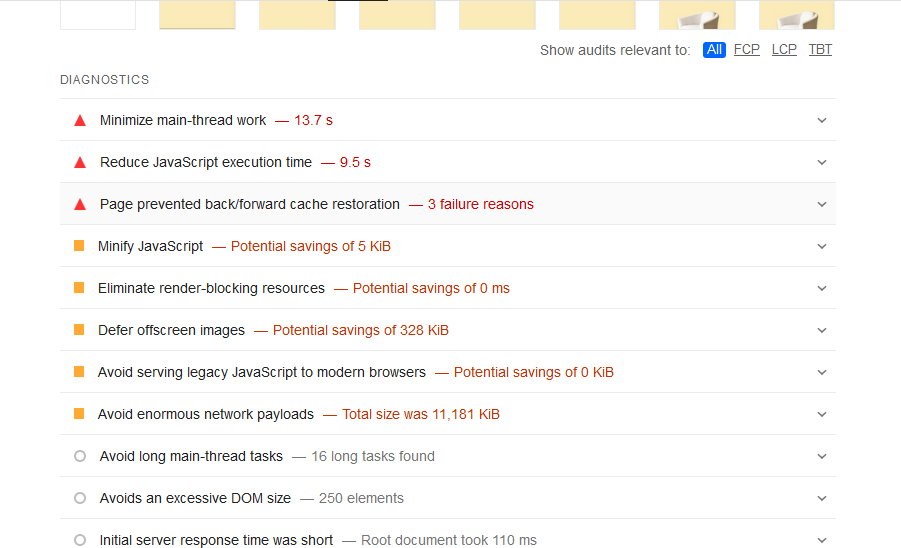 Show audits relevant to: All FCP LCP TBT
DIAGNOSTICS
Minimize main-thread work — 13.7 s
Reduce JavaScript execution time — 9.5 s
Page prevented back/forward cache restoration — 3 failure reasons
Minify JavaScript — Potential savings of 5 KiB
Eliminate render-blocking resources — Potential savings of 0 ms
Defer offscreen images — Potential savings of 328 KiB
Avoid serving legacy JavaScript to modern browsers — Potential savings of 0 KiB
Avoid enormous network payloads — Total size was 11,181 KiB
Avoid long main-thread tasks — 16 long tasks found
Avoids an excessive DOM size — 250 elements
Initial server response time was short — Root document took 110 ms